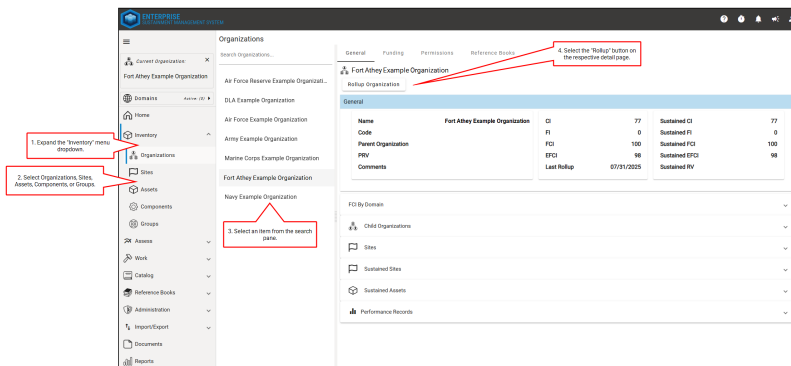 ENTERPRISE
SUSTAINMENT MANAGEMENT SYSTEM
Current Organization:
Fort Athey Example Organization
Domains
Active: (0)
Home
Inventory
Organizations
Sites
Assets
Components
Groups
Assess
Work
Catalog
Reference Books
Administration
Import/Export
Documents
Reports
1. Expand the "Inventory" menu
dropdown.
2. Select Organizations, Sites,
Assets, Components, or Groups.
Organizations
Search Organizations...
Air Force Reserve Example Organizati...
DLA Example Organization
Air Force Example Organization
Army Example Organization
Marine Corps Example Organization
Fort Athey Example Organization
Navy Example Organization
3. Select an item from the search
pane.
General Funding Permissions Reference Books
4. Select the "Rollup" button on
the respective detail page.
Fort Athey Example Organization
Rollup Organization
General
Name Fort Athey Example Organization
Code
Parent Organization
PRV
Comments
CI 77
FI 0
FCI 100
EFCI 98
Last Rollup 07/31/2025
Sustained CI 77
Sustained FI 0
Sustained FCI 100
Sustained EFCI 98
Sustained RV
FCI By Domain
Child Organizations
Sites
Sustained Sites
Sustained Assets
Performance Records